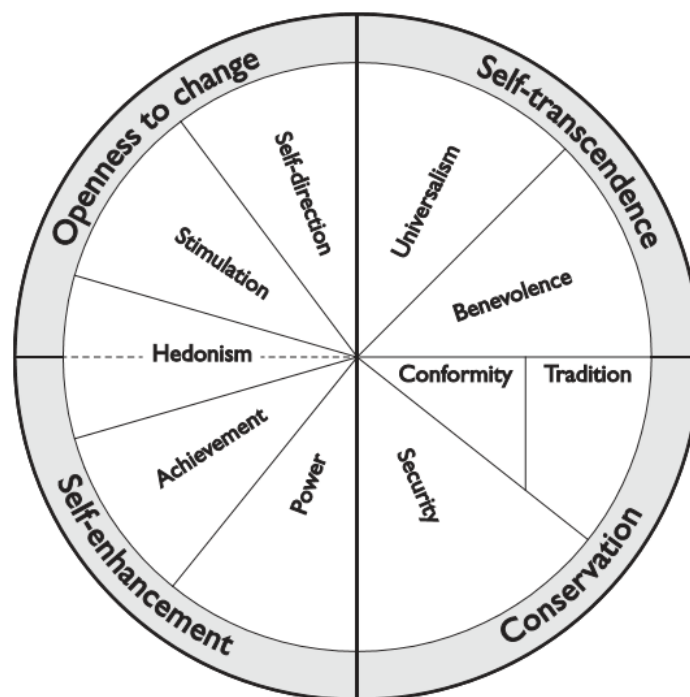 Openness to change
Self-transcendence
Self-direction
Universalism
Stimulation
Benevolence
Hedonism
Conformity
Tradition
Achievement
Power
Security
Self-enhancement
Conservation